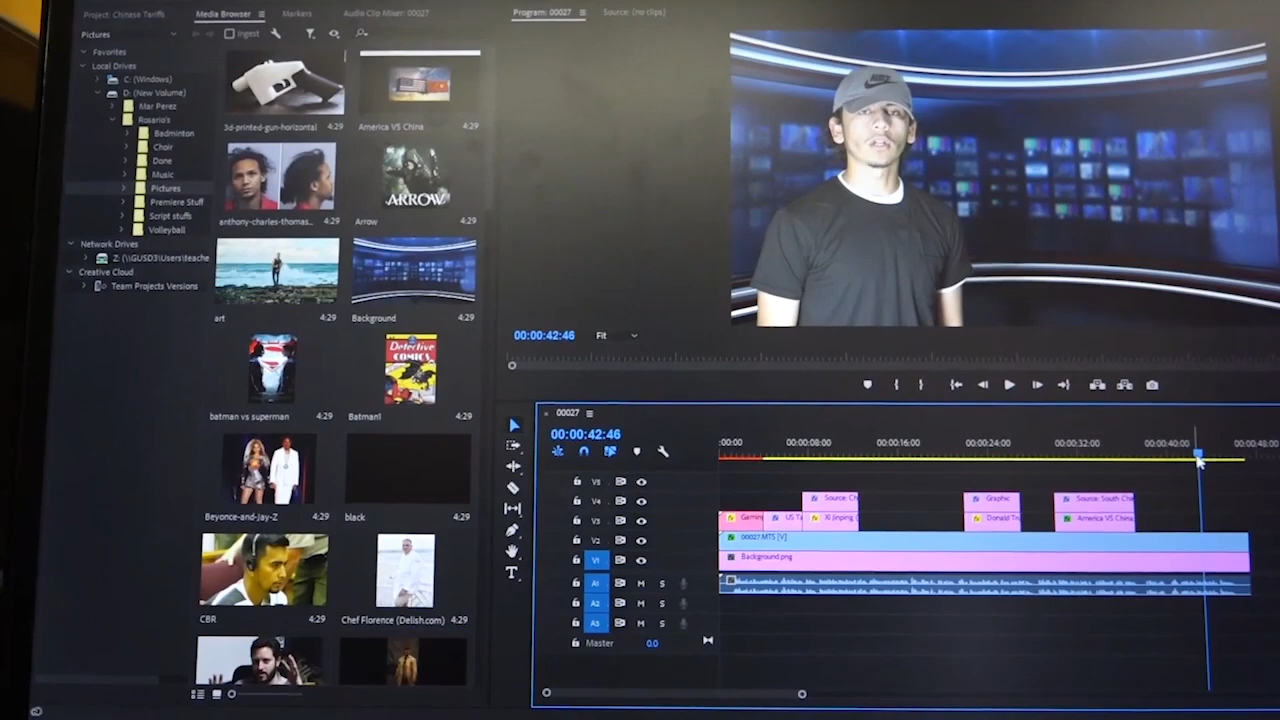 Project: Chinese Tariffs
Media Browser
Markers
Audio Clip Mixer: 00027
Program: 00027
Source: (no clips)
Pictures
Ingest
Favorites
Local Drives
C: (Windows)
D: (New Volume)
Mar Perez
Rosario's
Badminton
Choir
Done
Music
Pictures
Premiere Stuff
Script stuffs
Volleyball
Network Drives
Z: (\\GUSD3\Users\teache
Creative Cloud
Team Projects Versions
3d-printed-gun-horizontal 4:29
America VS China 4:29
ARROW
anthony-charles-thomas... 4:29
Arrow 4:29
art 4:29
Background 4:29
Detective
COMICS
batman vs superman 4:29
Batman1 4:29
Beyonce-and-Jay-Z 4:29
black 4:29
CBR 4:29
Chef Florence (Delish.com) 4:29
00:00:42:46
Fit
00027
00:00:42:46
:00:00
00:00:08:00
00:00:16:00
00:00:24:00
00:00:32:00
00:00:40:00
00:00:48:00
V5
V4
Source: Ch
Graphic
Source: South Chi
V3
Gaming
US Ta
XI Jinping (
Donald Tru
America VS China.
V2
00027.MTS [V]
V1
Background.png
A1 M S
A2 M S
A3 M S
Master 0.0